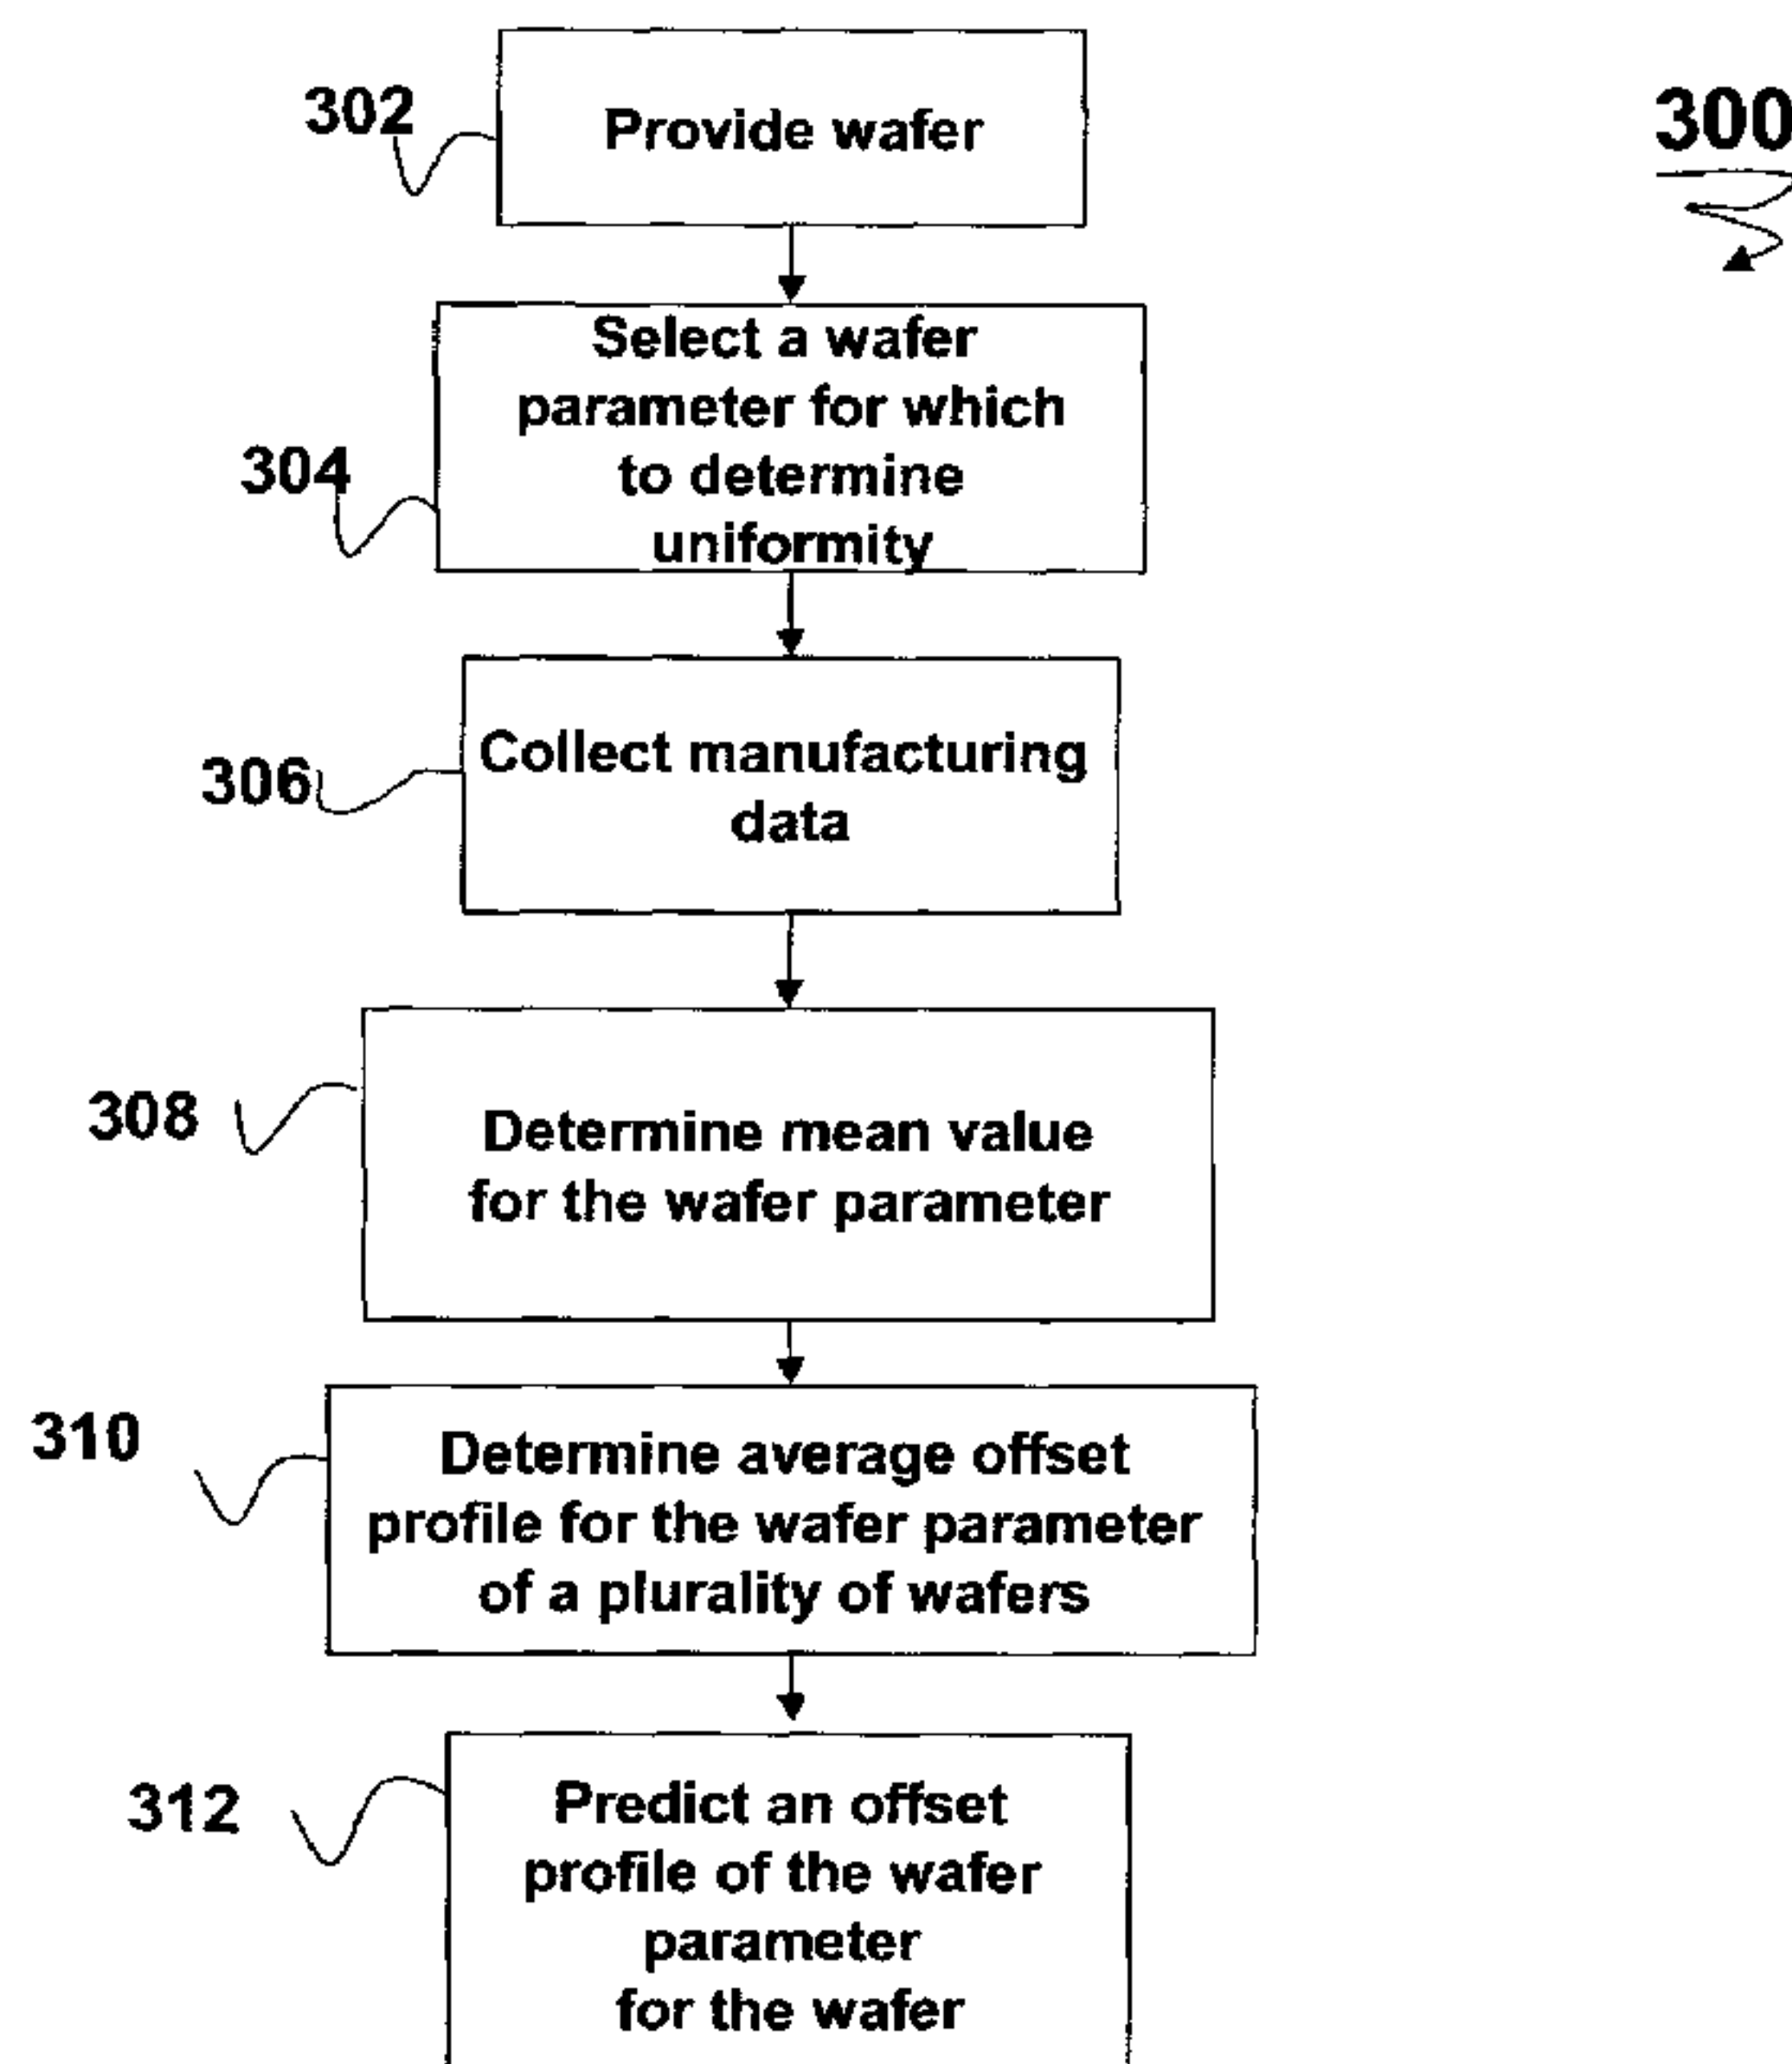 302
Provide wafer
300
304
Select a wafer
parameter for which
to determine
uniformity
306
Collect manufacturing
data
308
Determine mean value
for the wafer parameter
310
Determine average offset
profile for the wafer parameter
of a plurality of wafers
312
Predict an offset
profile of the wafer
parameter
for the wafer